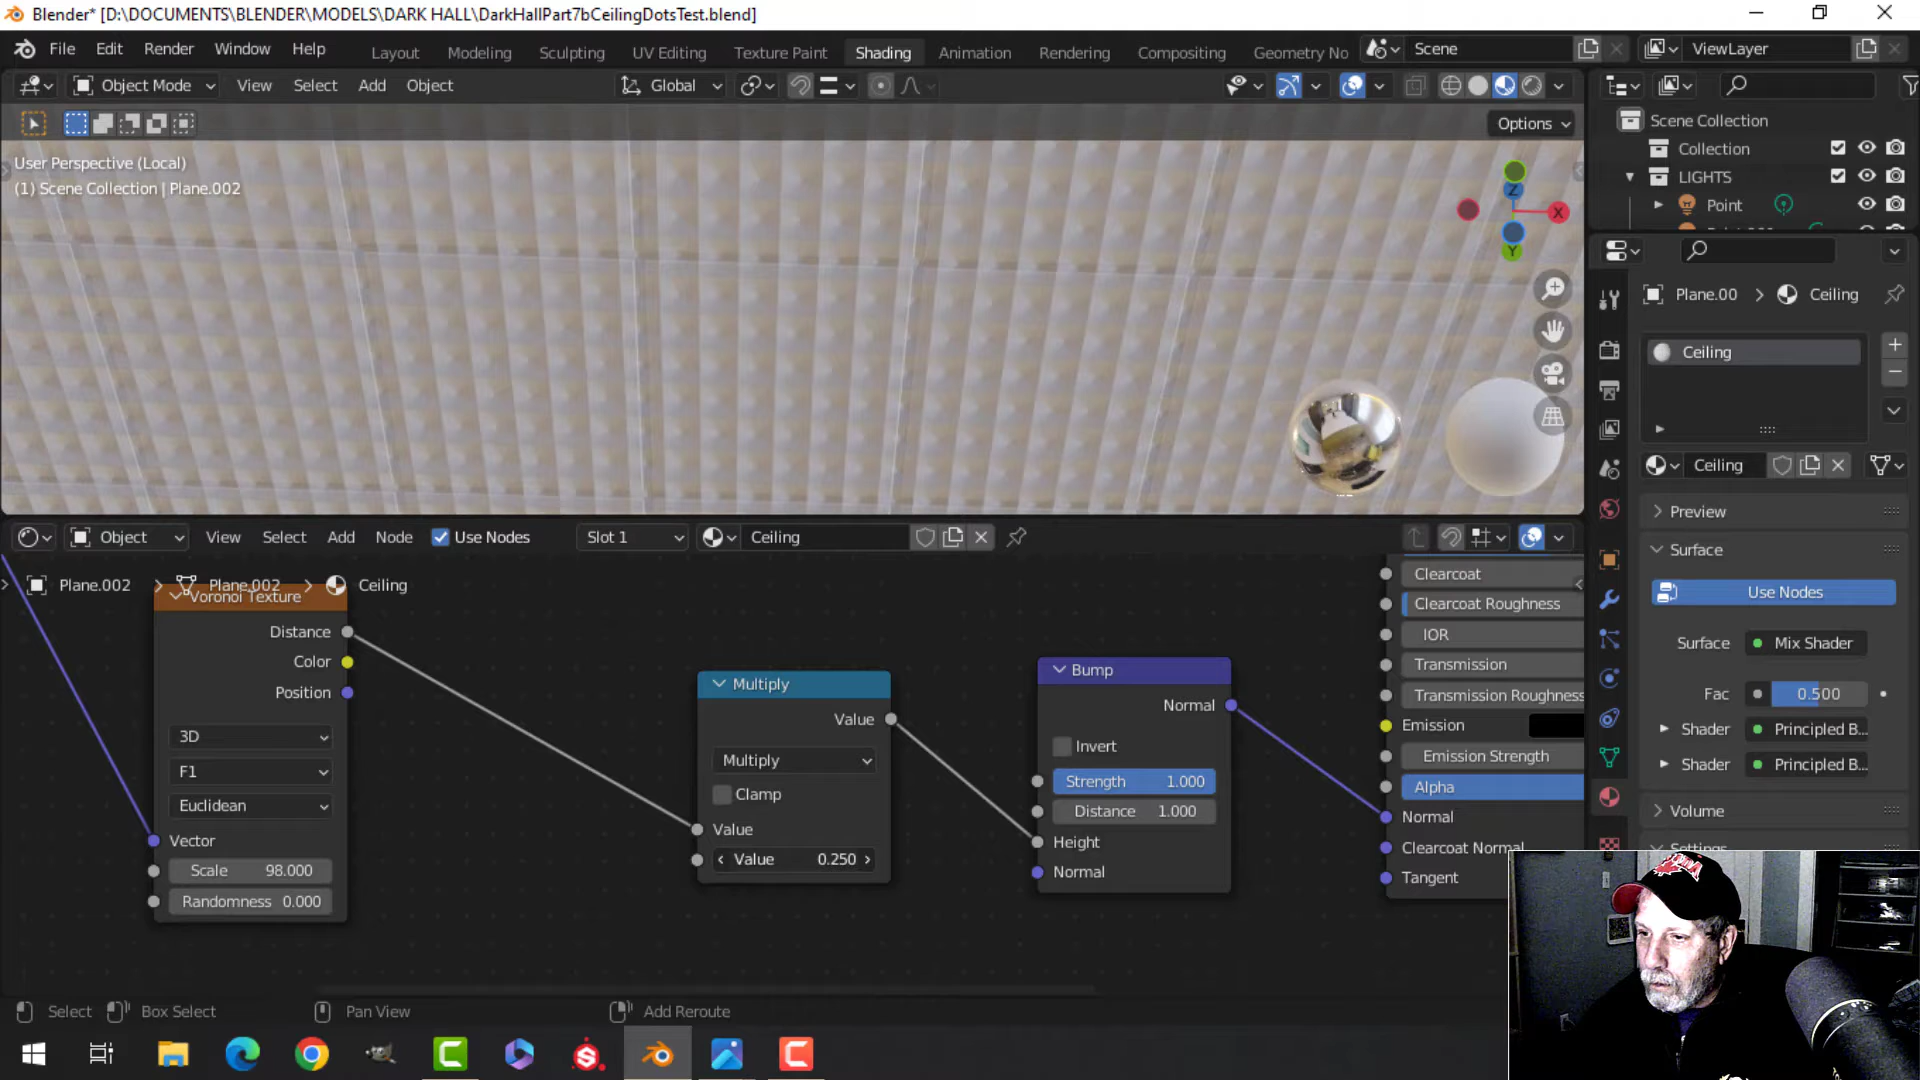 Blender* [D:\DOCUMENTS\BLENDER\MODELS\DARK HALL\DarkHallPart7bCeilingDotsTest.blend]
File Edit Render Window Help Layout Modeling Sculpting UV Editing Texture Paint Shading Animation Rendering Compositing Geometry No Scene ViewLayer
Object Mode View Select Add Object Global
Options
User Perspective (Local)
(1) Scene Collection | Plane.002
Z
X
Y
Scene Collection
Collection
LIGHTS
Point
Plane.00 > Ceiling
Ceiling
Ceiling
Preview
Surface
Use Nodes
Surface Mix Shader
Fac 0.500
Shader Principled B...
Shader Principled B...
Volume
Settings
Object View Select Add Node Use Nodes Slot 1 Ceiling
Plane.002 > Plane.002 > Ceiling
Voronoi Texture
Distance
Color
Position
3D
F1
Euclidean
Vector
Scale 98.000
Randomness 0.000
Multiply
Value
Multiply
Clamp
Value
Value 0.250
Bump
Normal
Invert
Strength 1.000
Distance 1.000
Height
Normal
Clearcoat
Clearcoat Roughness
IOR
Transmission
Transmission Roughness
Emission
Emission Strength
Alpha
Normal
Clearcoat Normal
Tangent
Select Box Select Pan View Add Reroute